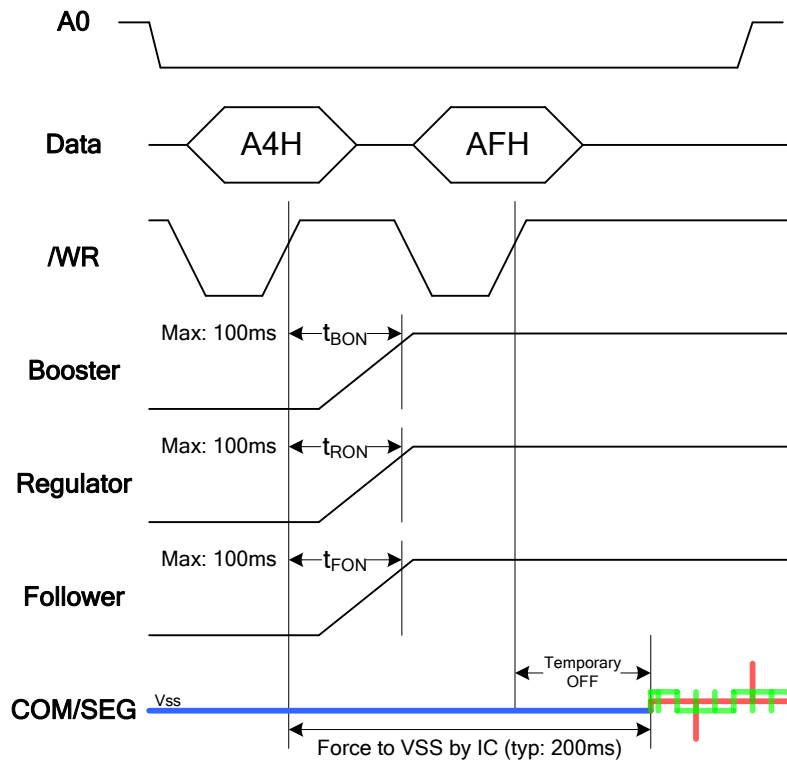 A0
Data
A4H
AFH
/WR
Max: 100ms
tBON
Booster
Max: 100ms
tRON
Regulator
Max: 100ms
tFON
Follower
Temporary
OFF
COM/SEG
Vss
Force to VSS by IC (typ: 200ms)